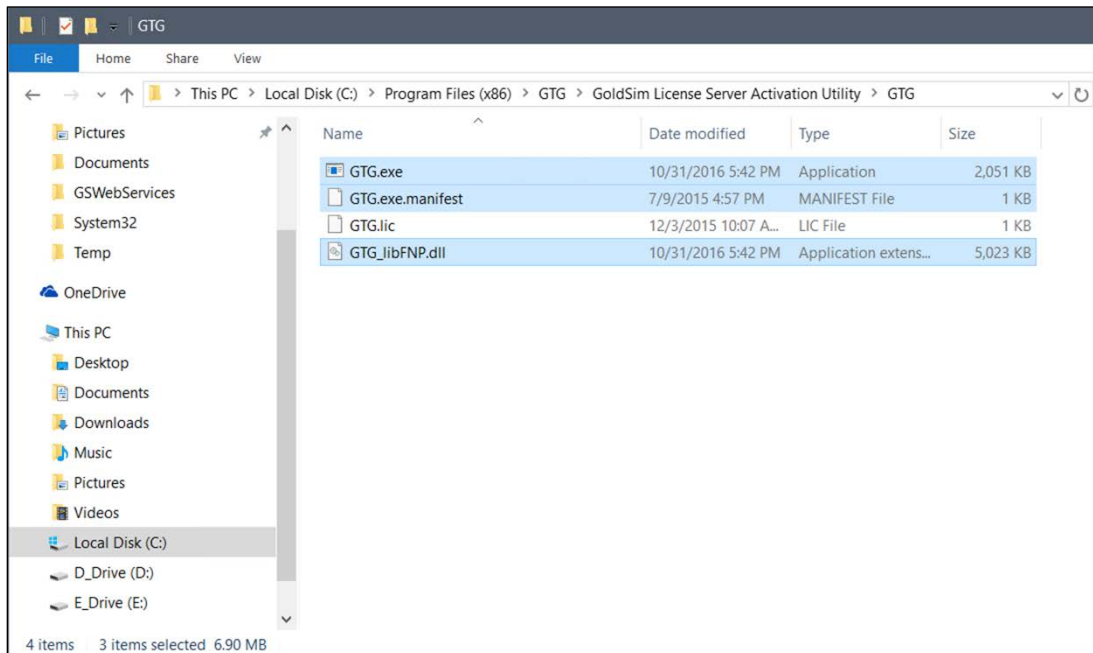 GTG
File Home Share View
This PC > Local Disk (C:) > Program Files (x86) > GTG > GoldSim License Server Activation Utility > GTG
Pictures
Documents
GSWebServices
System32
Temp
OneDrive
This PC
Desktop
Documents
Downloads
Music
Pictures
Videos
Local Disk (C:)
D_Drive (D:)
E_Drive (E:)
Name Date modified Type Size
GTG.exe 10/31/2016 5:42 PM Application 2,051 KB
GTG.exe.manifest 7/9/2015 4:57 PM MANIFEST File 1 KB
GTG.lic 12/3/2015 10:07 A... LIC File 1 KB
GTG_libFNP.dll 10/31/2016 5:42 PM Application extens... 5,023 KB
4 items 3 items selected 6.90 MB